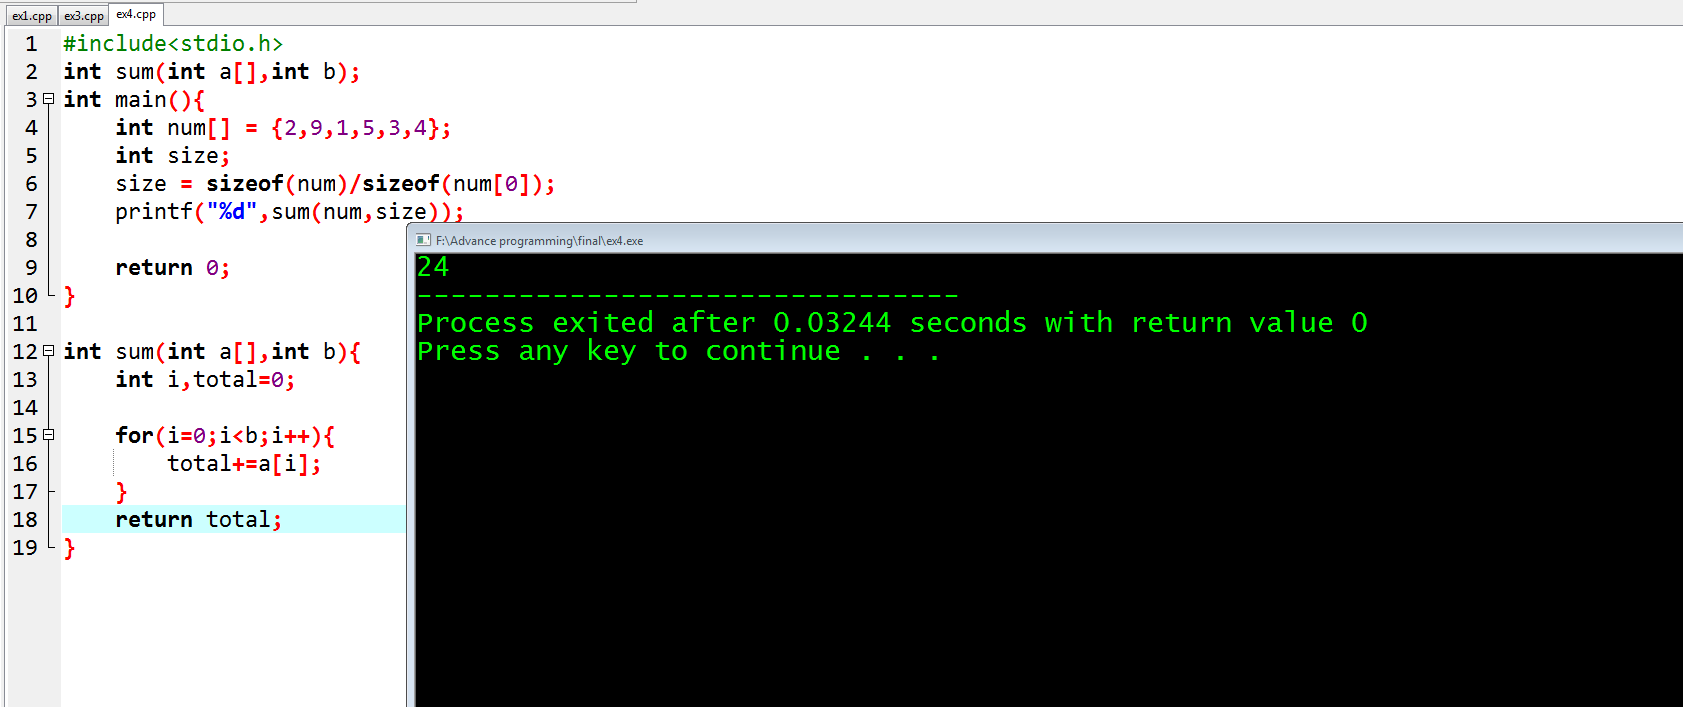 ex1.cpp ex3.cpp ex4.cpp
1 #include<stdio.h>
2 int sum(int a[],int b);
3 int main(){
4 int num[] = {2,9,1,5,3,4};
5 int size;
6 size = sizeof(num)/sizeof(num[0]);
7 printf("%d",sum(num,size));
8
9 return 0;
10 }
11
12 int sum(int a[],int b){
13 int i,total=0;
14
15 for(i=0;i<b;i++){
16 total+=a[i];
17 }
18 return total;
19 }
F:\Advance programming\final\ex4.exe
24
--------------------------------
Process exited after 0.03244 seconds with return value 0
Press any key to continue . . .